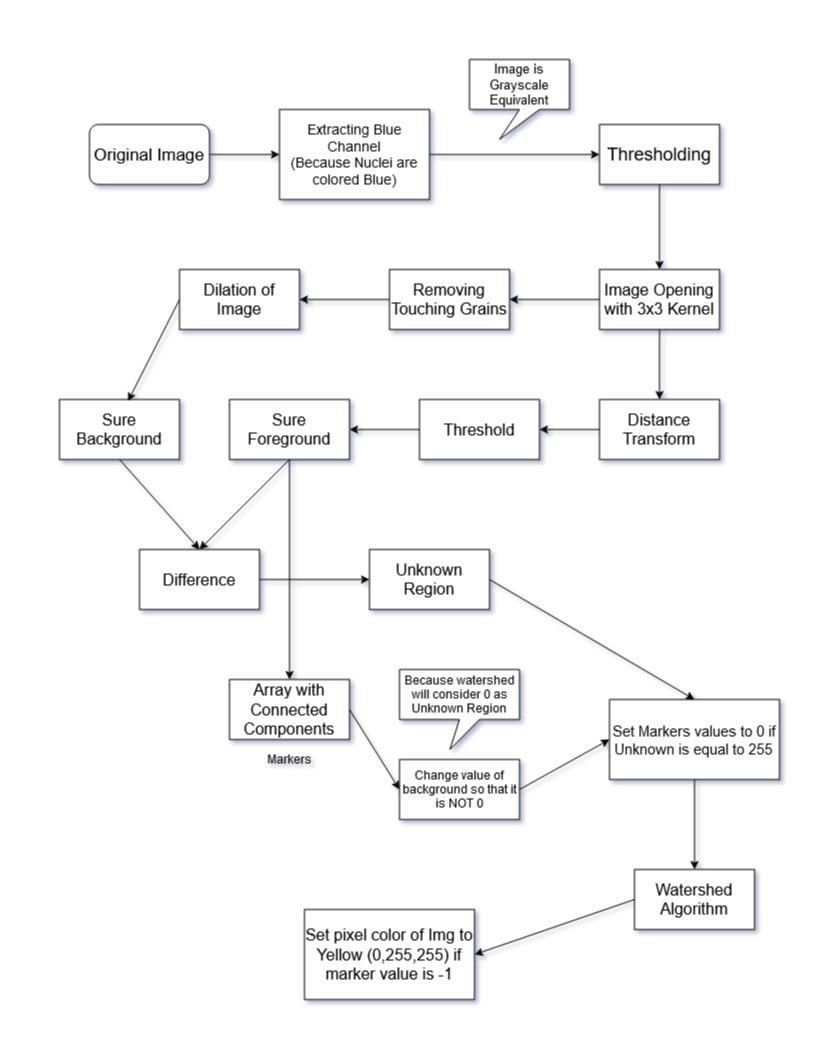 Image is
Grayscale
Equivalent
Original Image
Extracting Blue
Channel
(Because Nuclei are
colored Blue)
Thresholding
Dilation of
Image
Removing
Touching Grains
Image Opening
with 3x3 Kernel
Sure
Background
Sure
Foreground
Threshold
Distance
Transform
Difference
Unknown
Region
Array with
Connected
Components
Markers
Because watershed
will consider 0 as
Unknown Region
Change value of
background so that it
is NOT 0
Set Markers values to 0 if
Unknown is equal to 255
Watershed
Algorithm
Set pixel color of Img to
Yellow (0,255,255) if
marker value is -1